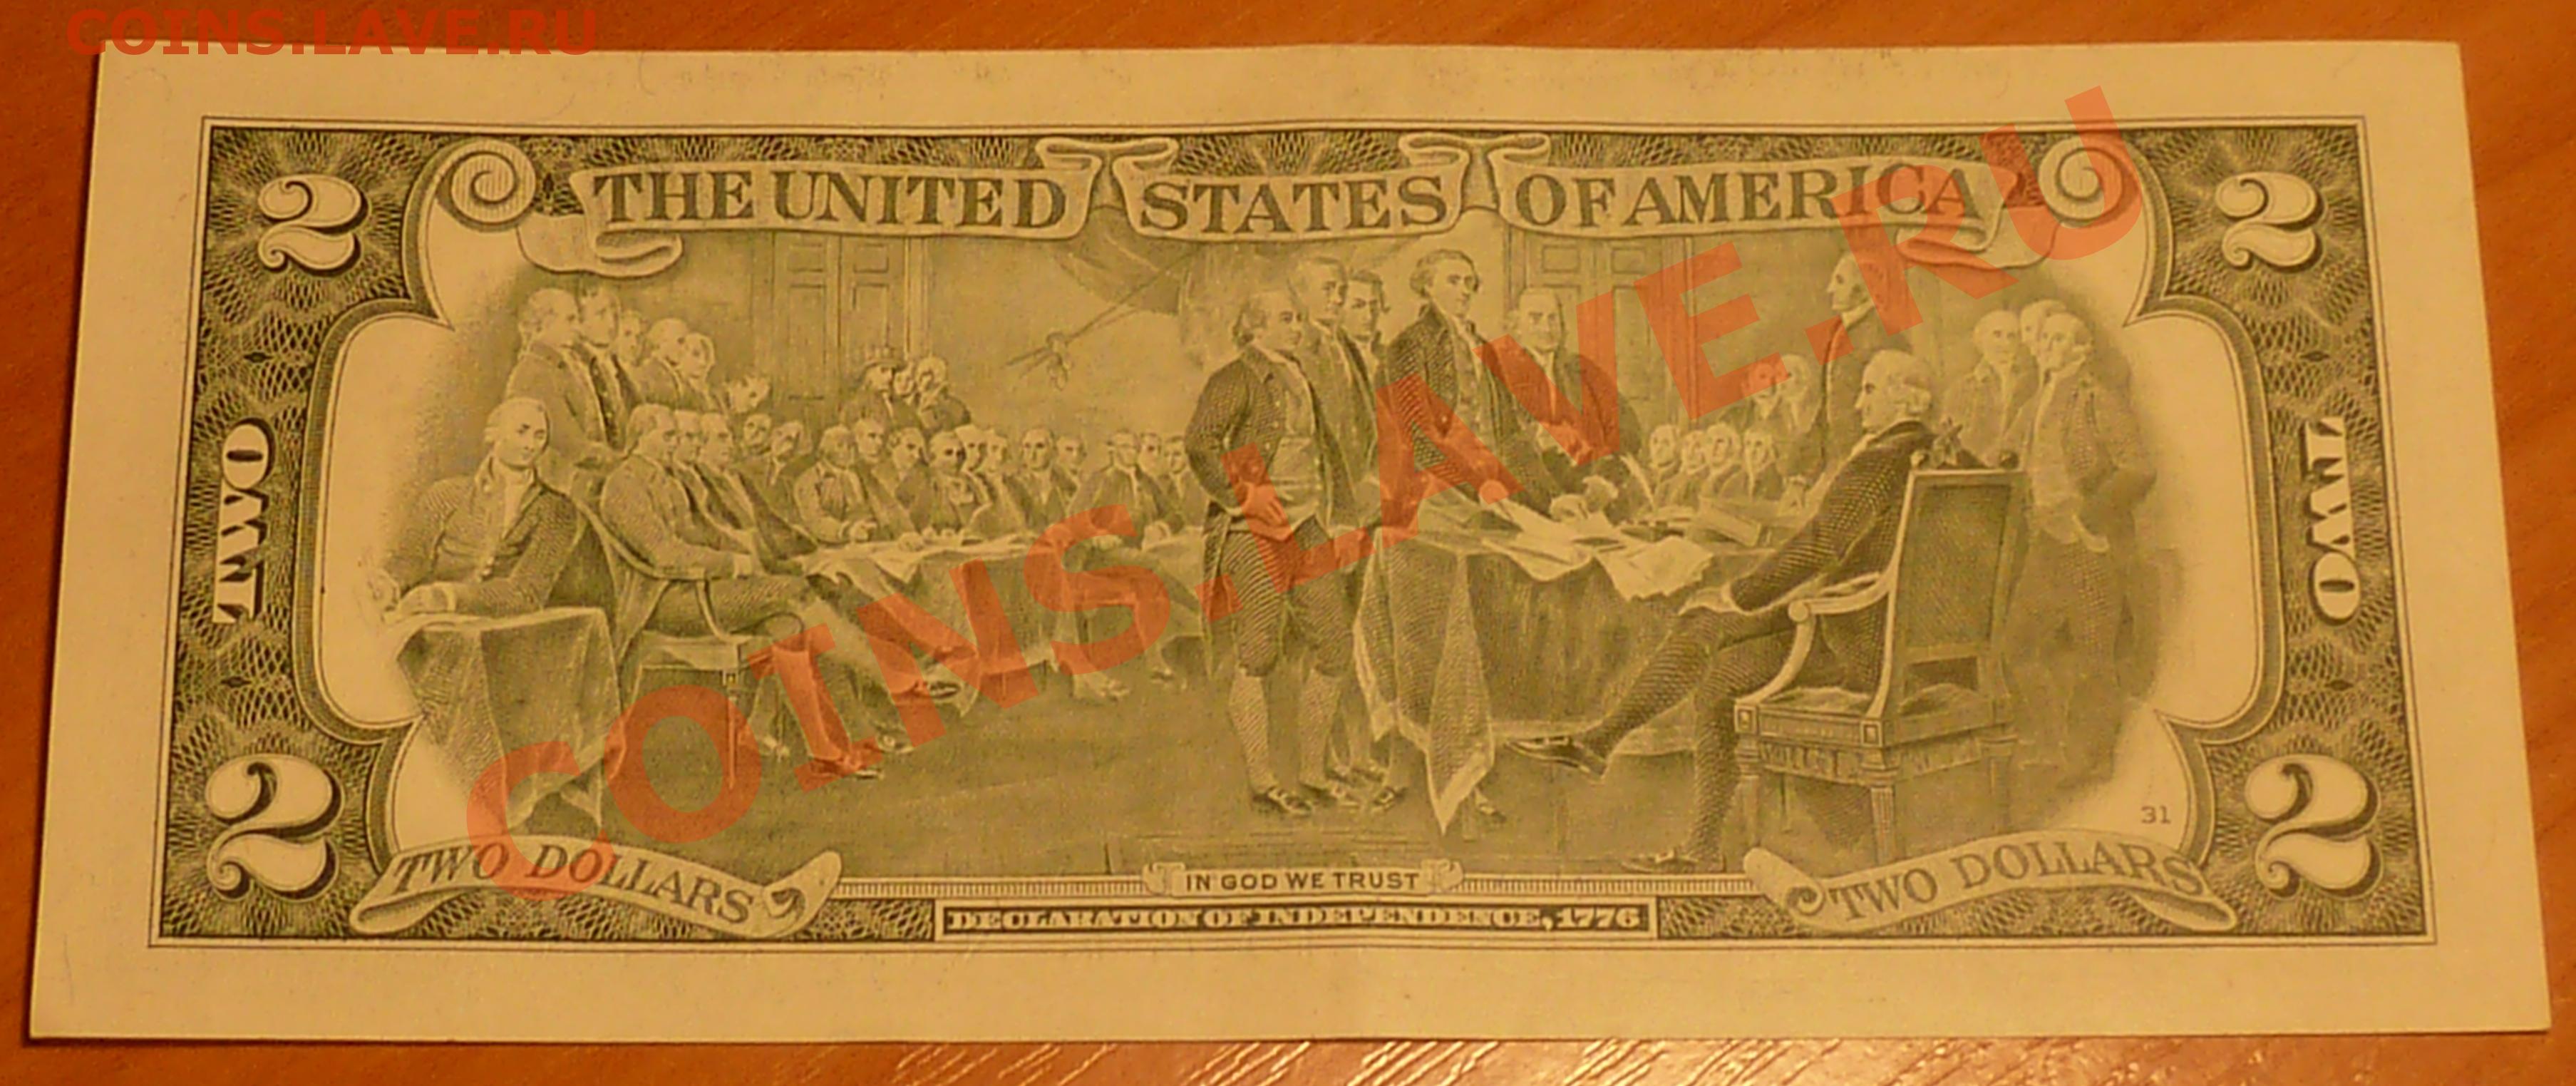 COINS.LAVE.RU
THE UNITED STATES OF AMERICA
2
2
TWO
TWO
COINS.LAVE.RU
31
2
2
TWO DOLLARS
IN GOD WE TRUST
TWO DOLLARS
DECLARATION OF INDEPENDENCE, 1776